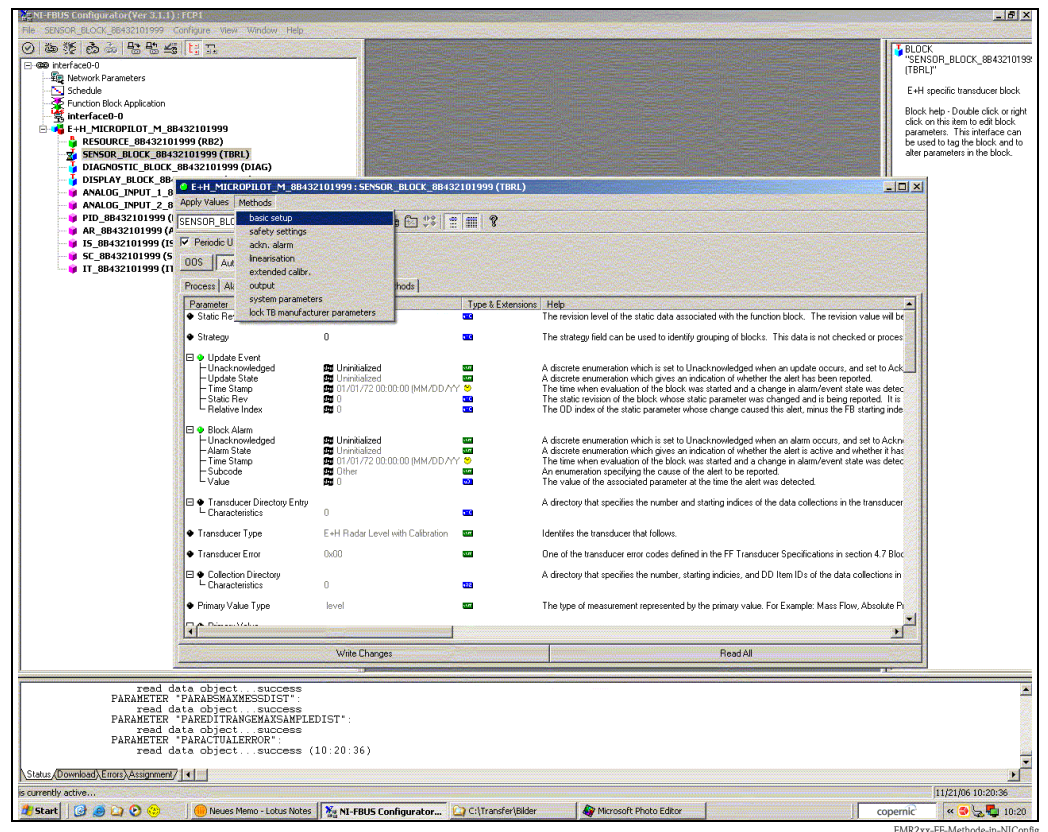 NI-FBUS Configurator(Ver 3.1.1) : FCP1
File SENSOR_BLOCK_8B432101999 Configure View Window Help
interface0-0
Network Parameters
Schedule
Function Block Application
interface0-0
E+H_MICROPILOT_M_8B432101999
RESOURCE_8B432101999 (RB2)
SENSOR_BLOCK_8B432101999 (TBRL)
DIAGNOSTIC_BLOCK_8B432101999 (DIAG)
DISPLAY_BLOCK_8B
ANALOG_INPUT_1_8
ANALOG_INPUT_2_8
PID_8B432101999 (
AR_8B432101999 (A
IS_8B432101999 (IS
SC_8B432101999 (S
IT_8B432101999 (IT
BLOCK
"SENSOR_BLOCK_8B432101999
(TBRL)"
E+H specific transducer block
Block help - Double click or right
click on this item to edit block
parameters. This interface can
be used to tag the block and to
alter parameters in the block.
E+H_MICROPILOT_M_8B432101999 : SENSOR_BLOCK_8B432101999 (TBRL)
Apply Values Methods
SENSOR_BLO
Periodic U
OOS Aut
basic setup
safety settings
ackn. alarm
linearisation
extended calibr.
output
system parameters
lock TB manufacturer parameters
Process Ala hods
Parameter Type & Extensions Help
Static Re The revision level of the static data associated with the function block. The revision value will be
Strategy 0 The strategy field can be used to identify grouping of blocks. This data is not checked or proces
Update Event
Unacknowledged Uninitialized A discrete enumeration which is set to Unacknowledged when an update occurs, and set to Ack
Update State Uninitialized A discrete enumeration which gives an indication of whether the alert has been reported.
Time Stamp 01/01/72 00:00:00 (MM/DD/YY The time when evaluation of the block was started and a change in alarm/event state was detec
Static Rev 0 The static revision of the block whose static parameter was changed and is being reported. It is
Relative Index 0 The OD index of the static parameter whose change caused this alert, minus the FB starting inde
Block Alarm
Unacknowledged Uninitialized A discrete enumeration which is set to Unacknowledged when an alarm occurs, and set to Ackno
Alarm State Uninitialized A discrete enumeration which gives an indication of whether the alert is active and whether it has
Time Stamp 01/01/72 00:00:00 (MM/DD/YY The time when evaluation of the block was started and a change in alarm/event state was detec
Subcode Other An enumeration specifying the cause of the alert to be reported.
Value 0 The value of the associated parameter at the time the alert was detected.
Transducer Directory Entry A directory that specifies the number and starting indices of the data collections in the transducer
Characteristics 0
Transducer Type E+H Radar Level with Calibration Identifies the transducer that follows.
Transducer Error 0x00 One of the transducer error codes defined in the FF Transducer Specifications in section 4.7 Bloc
Collection Directory A directory that specifies the number, starting indicies, and DD Item IDs of the data collections in
Characteristics 0
Primary Value Type level The type of measurement represented by the primary value. For Example: Mass Flow, Absolute Pr
Primary Value
Write Changes Read All
read data object...success
PARAMETER "PARABSMAXMESSDIST":
read data object...success
PARAMETER "PAREDITRANGEMAXSAMPLEDIST":
read data object...success
PARAMETER "PARACTUALERROR":
read data object...success (10:20:36)
Status Download Errors Assignment
is currently active... 11/21/06 10:20:36
Start Neues Memo - Lotus Notes NI-FBUS Configurator... C:\Transfer\Bilder Microsoft Photo Editor copernic 10:20
FMR2xx-FF-Methode-in-NIConfig